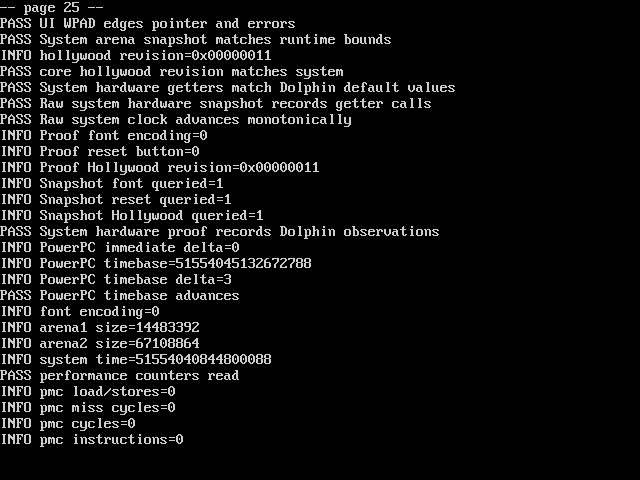 -- page 25 --
PASS UI WPAD edges pointer and errors
PASS System arena snapshot matches runtime bounds
INFO hollywood revision=0x00000011
PASS core hollywood revision matches system
PASS System hardware getters match Dolphin default values
PASS Raw system hardware snapshot records getter calls
PASS Raw system clock advances monotonically
INFO Proof font encoding=0
INFO Proof reset button=0
INFO Proof Hollywood revision=0x00000011
INFO Snapshot font queried=1
INFO Snapshot reset queried=1
INFO Snapshot Hollywood queried=1
PASS System hardware proof records Dolphin observations
INFO PowerPC immediate delta=0
INFO PowerPC timebase=51554045132672788
INFO PowerPC timebase delta=3
PASS PowerPC timebase advances
INFO font encoding=0
INFO arena1 size=14483392
INFO arena2 size=67108864
INFO system time=51554040844800088
PASS performance counters read
INFO pmc load/stores=0
INFO pmc miss cycles=0
INFO pmc cycles=0
INFO pmc instructions=0